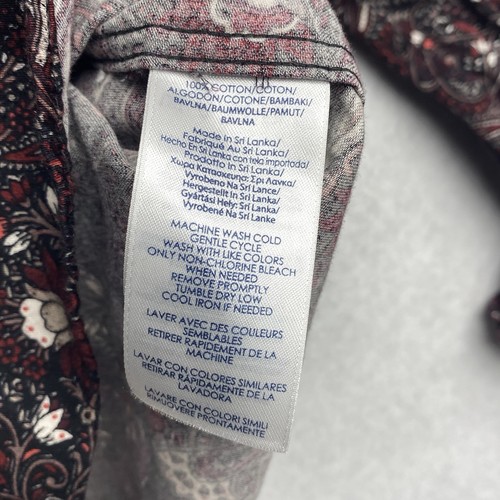 100% COTTON/COTON/
ALGODÓN/COTONE/BAMBAKI/
BAVLNA/BAUMWOLLE/PAMUT/
BAVLNA
Made in Sri Lanka/
Fabriqué Au Sri Lanka/
Hecho En Sri Lanka con tela importada/
Prodotto In Sri Lanka/
Χωρα Κατασκευης: Σρι Λανκα/
Vyrobeno Na Srí Lance/
Hergestellt In Sri Lanka/
Gyártási Hely: Srí Lanka/
Vyrobené Na Srí Lanke
MACHINE WASH COLD
GENTLE CYCLE
WASH WITH LIKE COLORS
ONLY NON-CHLORINE BLEACH
WHEN NEEDED
REMOVE PROMPTLY
TUMBLE DRY LOW
COOL IRON IF NEEDED
LAVER AVEC DES COULEURS
SEMBLABLES
RETIRER RAPIDEMENT DE LA
MACHINE
LAVAR CON COLORES SIMILARES
RETIRAR RÁPIDAMENTE DE LA
LAVADORA
LAVARE CON COLORI SIMILI
RIMUOVERE PRONTAMENTE